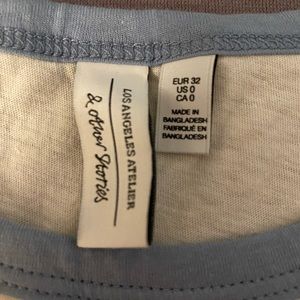 LOS ANGELES ATELIER
& Other Stories
EUR 32
US 0
CA 0
MADE IN
BANGLADESH
FABRIQUÉ EN
BANGLADESH